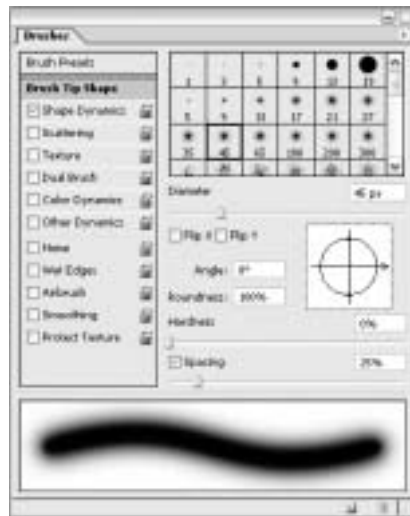 Brushes
Brush Presets
Brush Tip Shape
Shape Dynamics
Scattering
Texture
Dual Brush
Color Dynamics
Other Dynamics
Noise
Wet Edges
Airbrush
Smoothing
Protect Texture
1 3 5 9 13 19
5 9 13 17 21 27
35 45 65 100 200 300
Diameter 45 px
Flip X Flip Y
Angle: 0°
Roundness: 100%
Hardness 0%
Spacing 25%